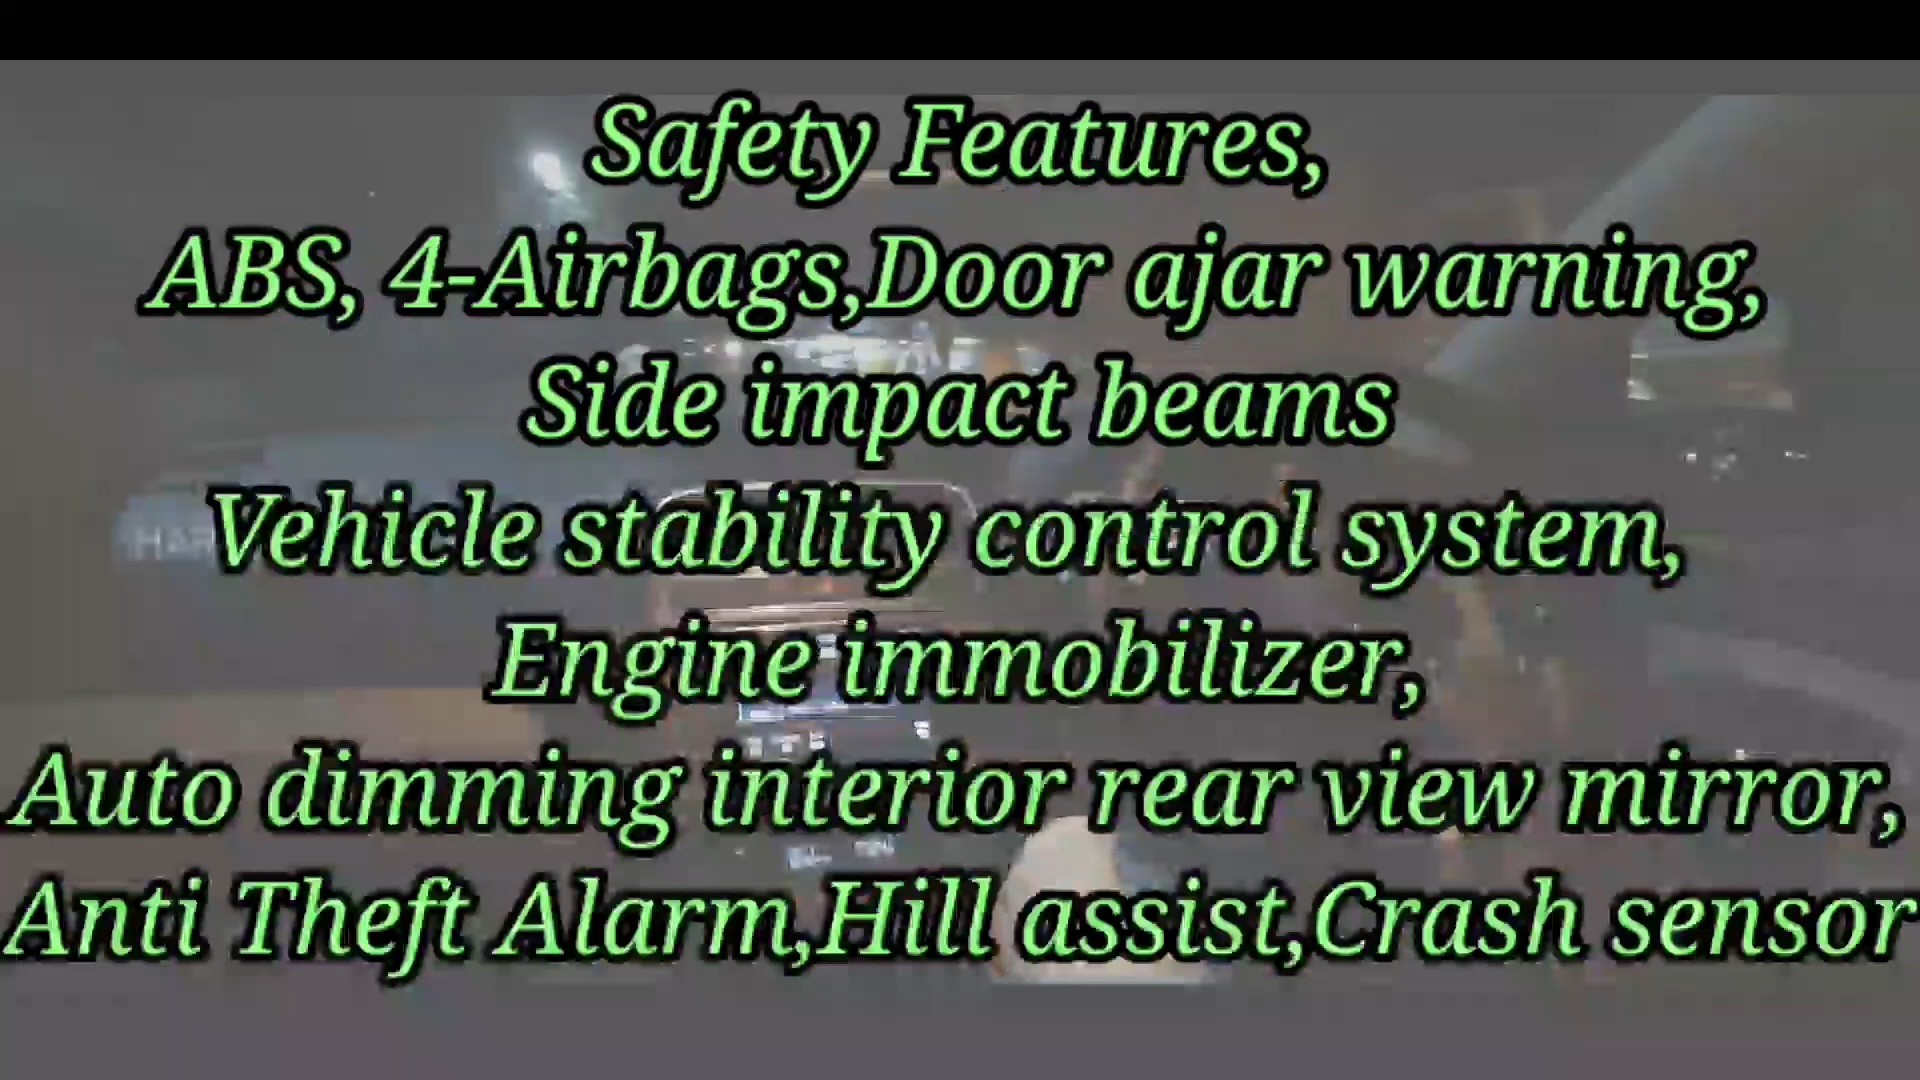 Safety Features,
ABS, 4-Airbags,Door ajar warning,
Side impact beams
Vehicle stability control system,
Engine immobilizer,
Auto dimming interior rear view mirror,
Anti Theft Alarm,Hill assist,Crash sensor